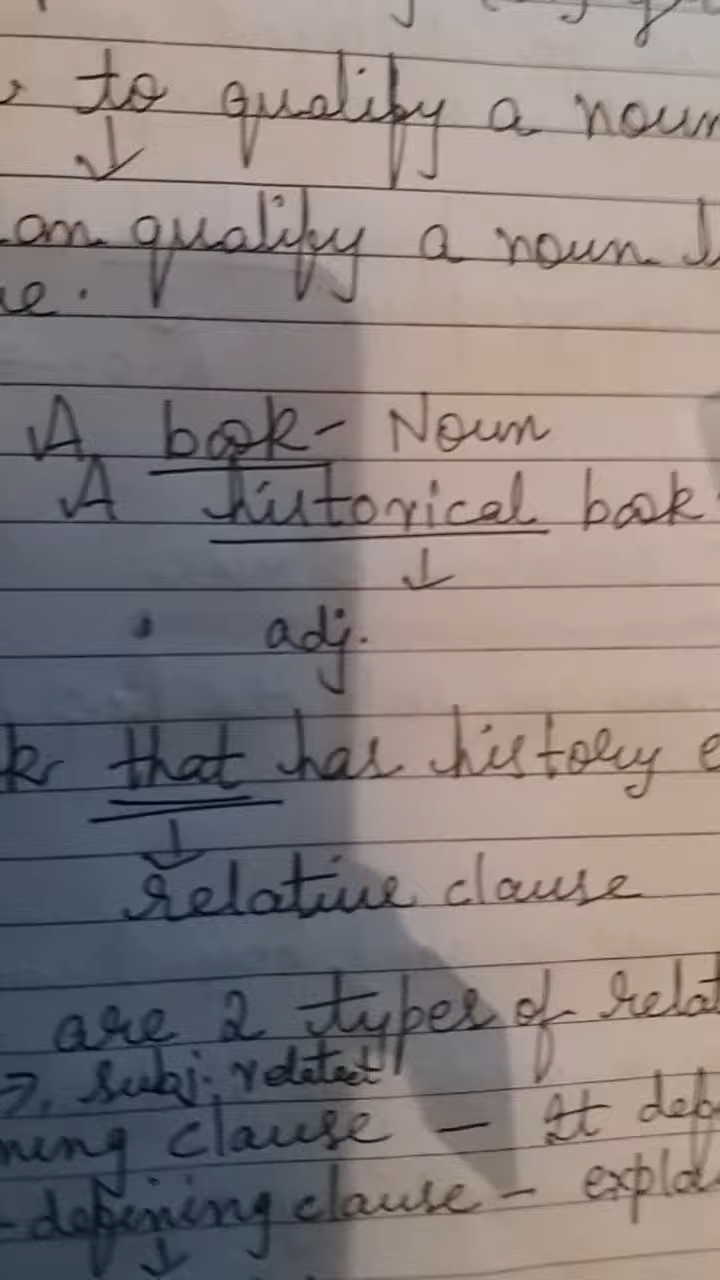 to qualify a noun
↓
an qualify a noun
e.
A book - Noun
A historical book
↓
adj.
k that has history
↓
relative clause
are 2 types of relat
subj. related
ning clause - It def
-defining clause - expla
↓